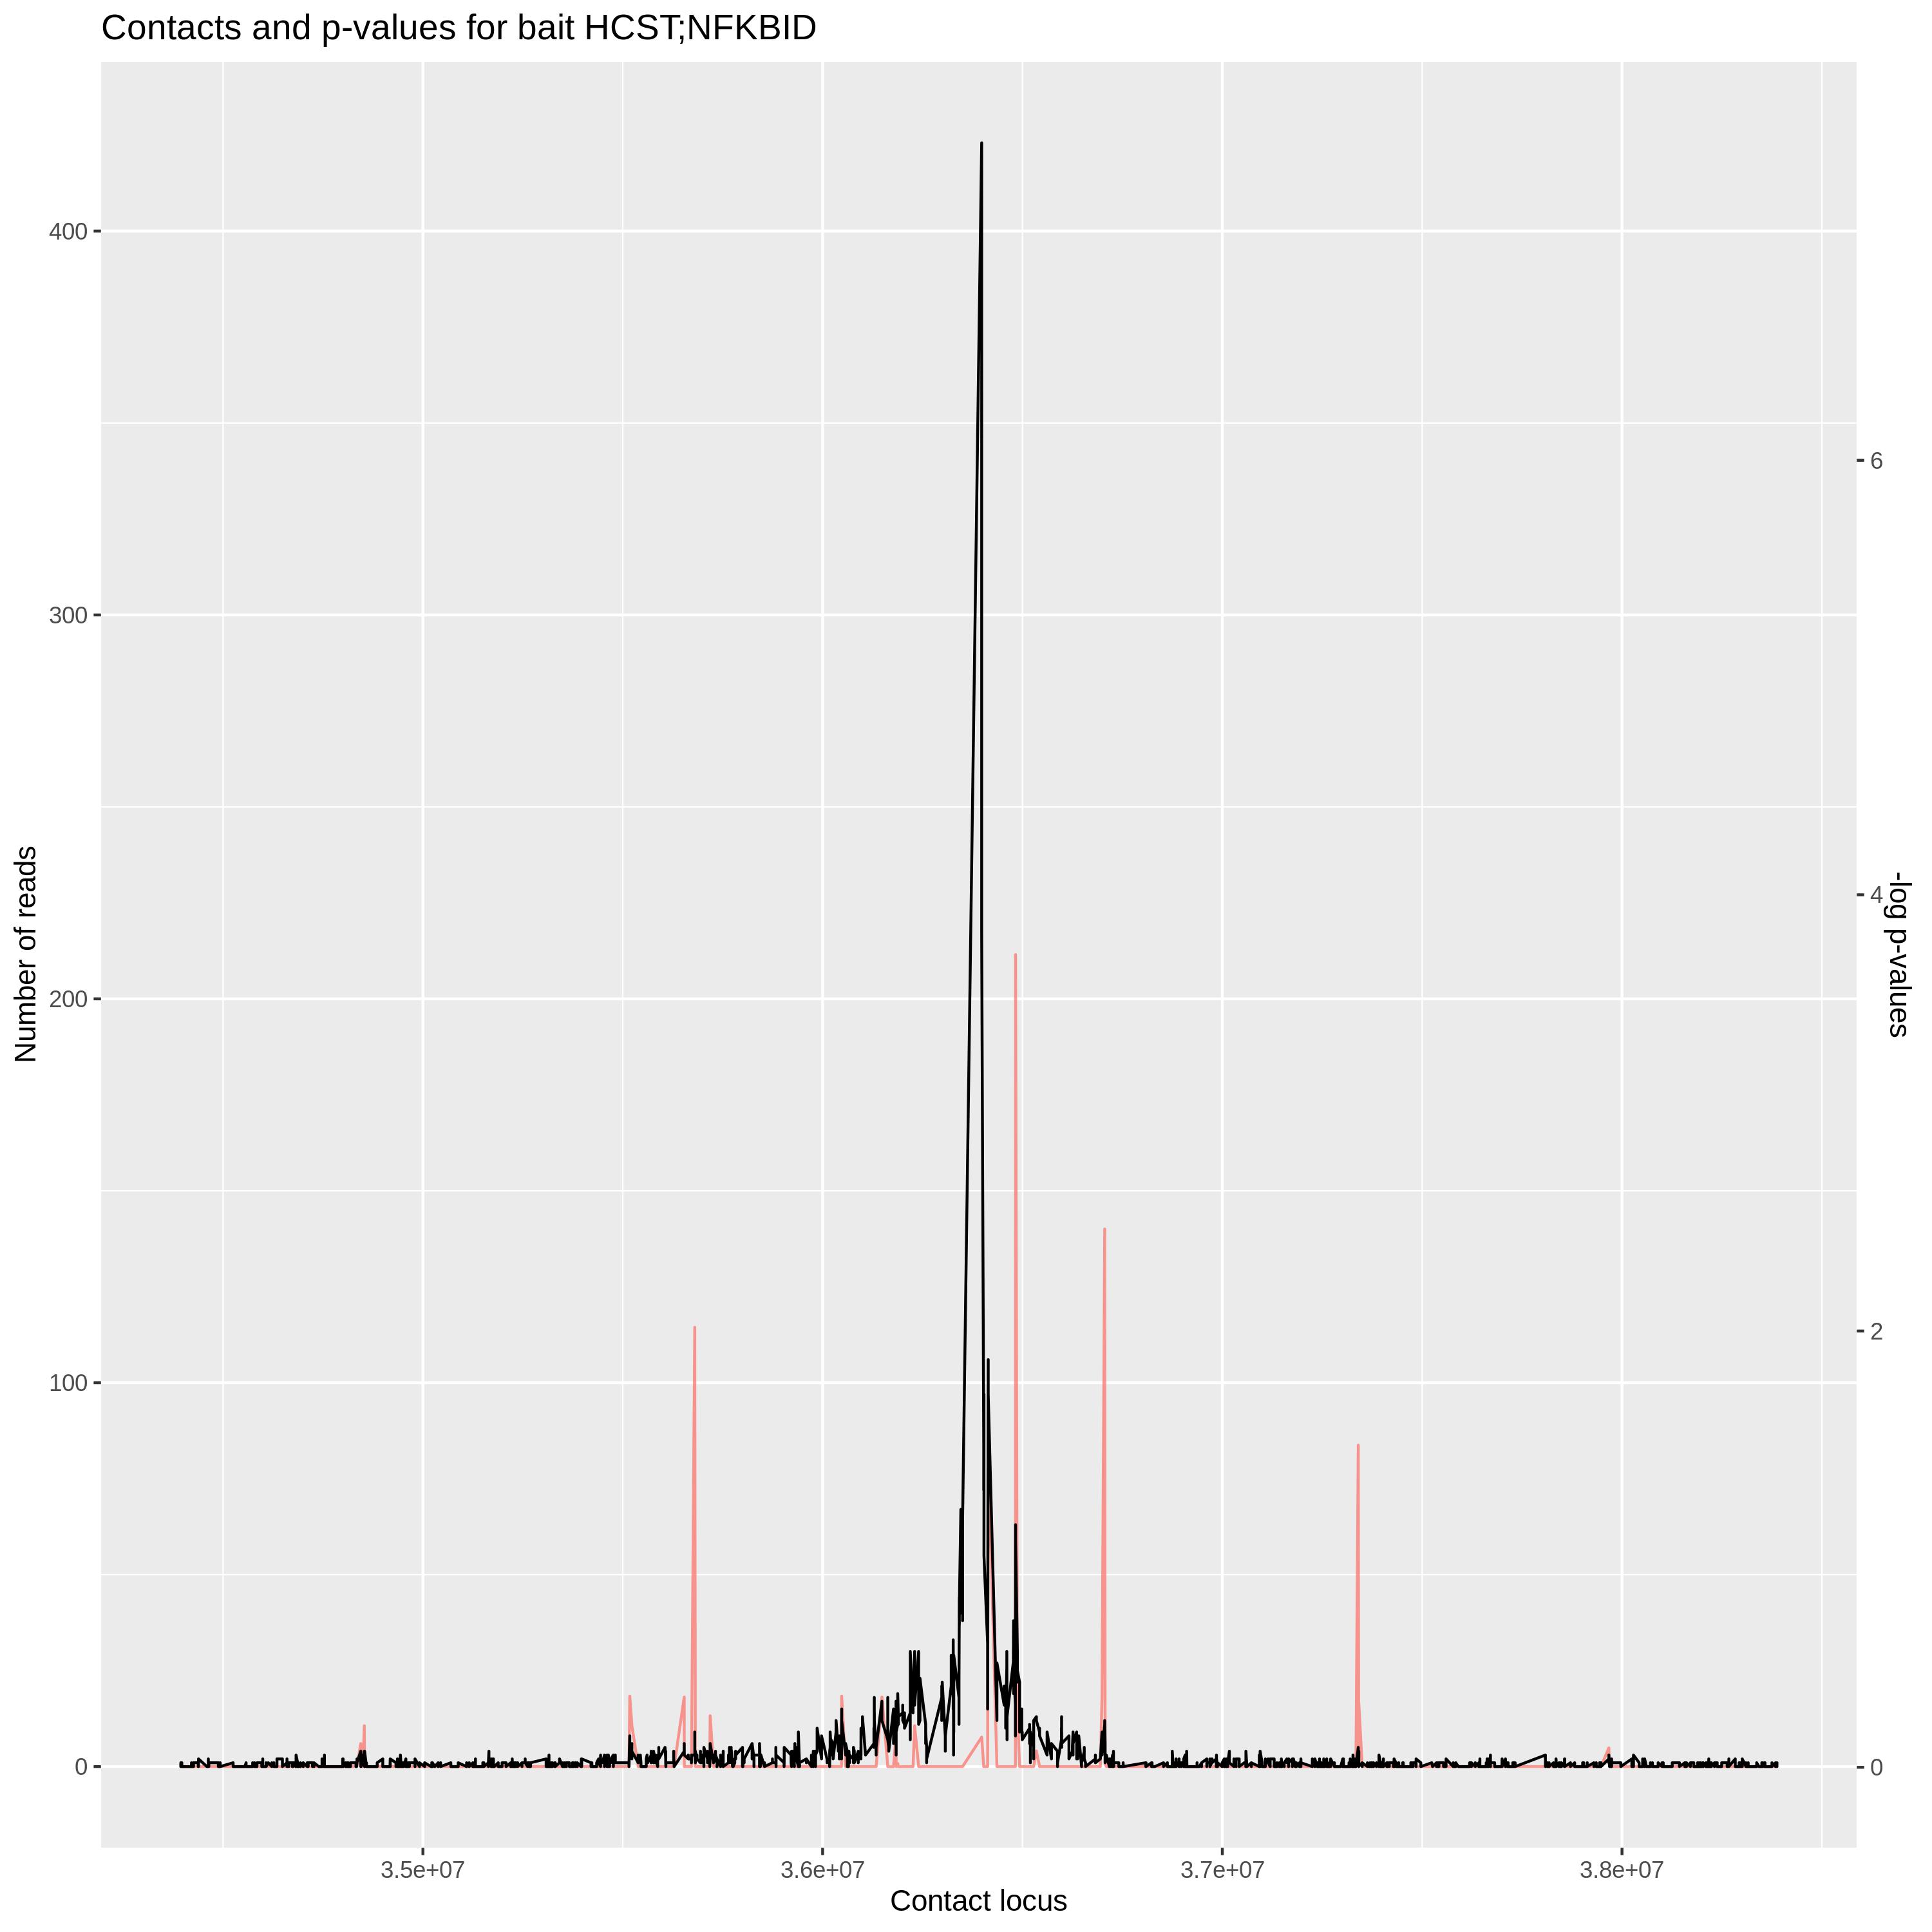 Contacts and p-values for bait HCST;NFKBID
Number of reads
400
300
200
100
0
6
4
2
0
-log p-values
3.5e+07 3.6e+07 3.7e+07 3.8e+07
Contact locus